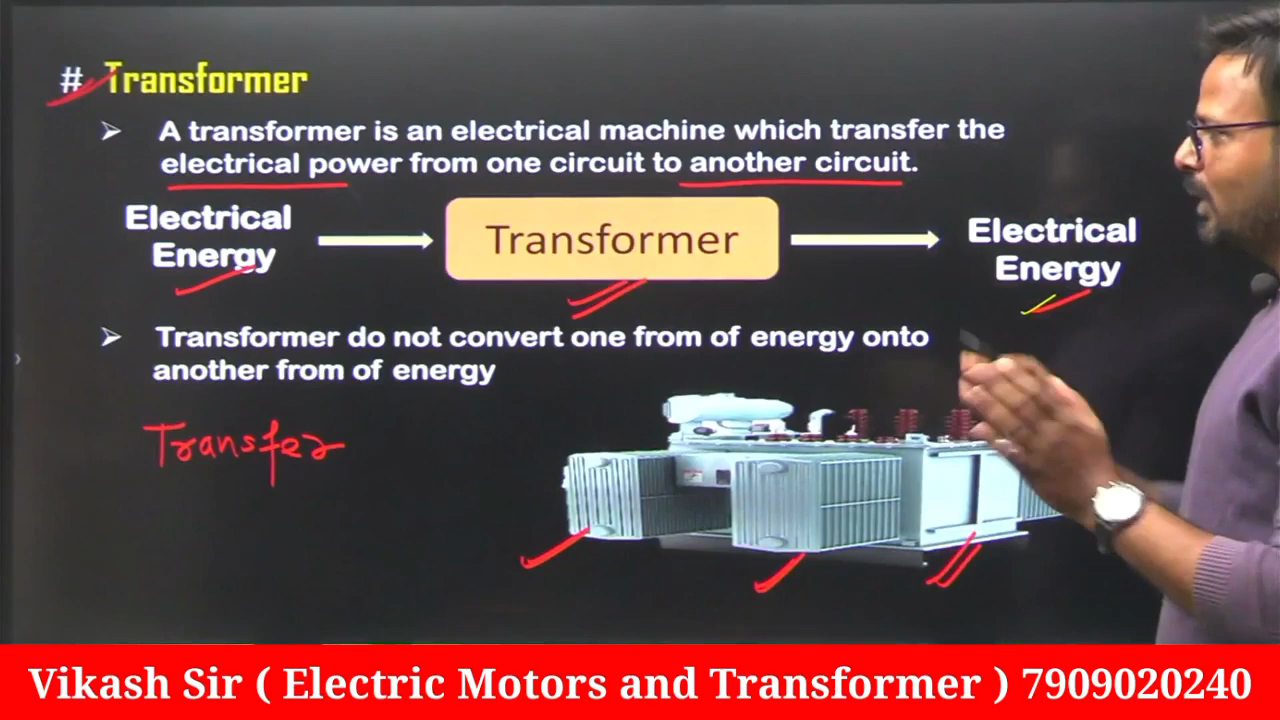 # Transformer
➢ A transformer is an electrical machine which transfer the
electrical power from one circuit to another circuit.
Electrical
Energy
Transformer
Electrical
Energy
➢ Transformer do not convert one from of energy onto
another from of energy
Transfer
Vikash Sir ( Electric Motors and Transformer ) 7909020240